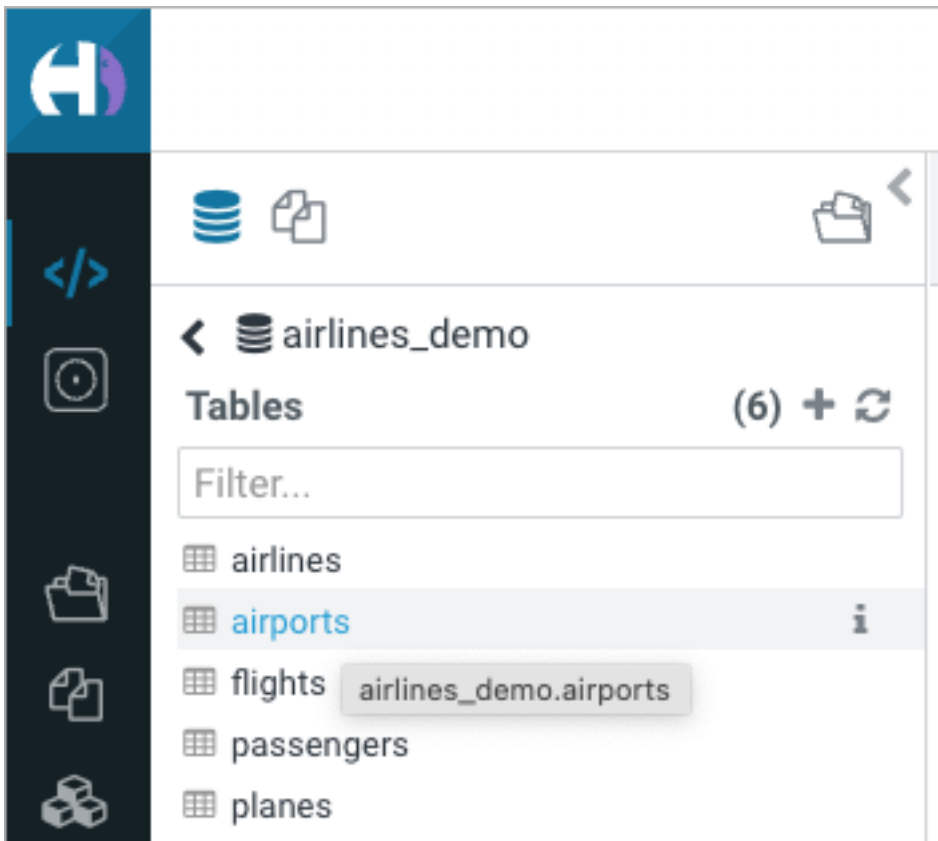 </>
airlines_demo
Tables (6)
Filter...
airlines
airports i
flights
airlines_demo.airports
passengers
planes